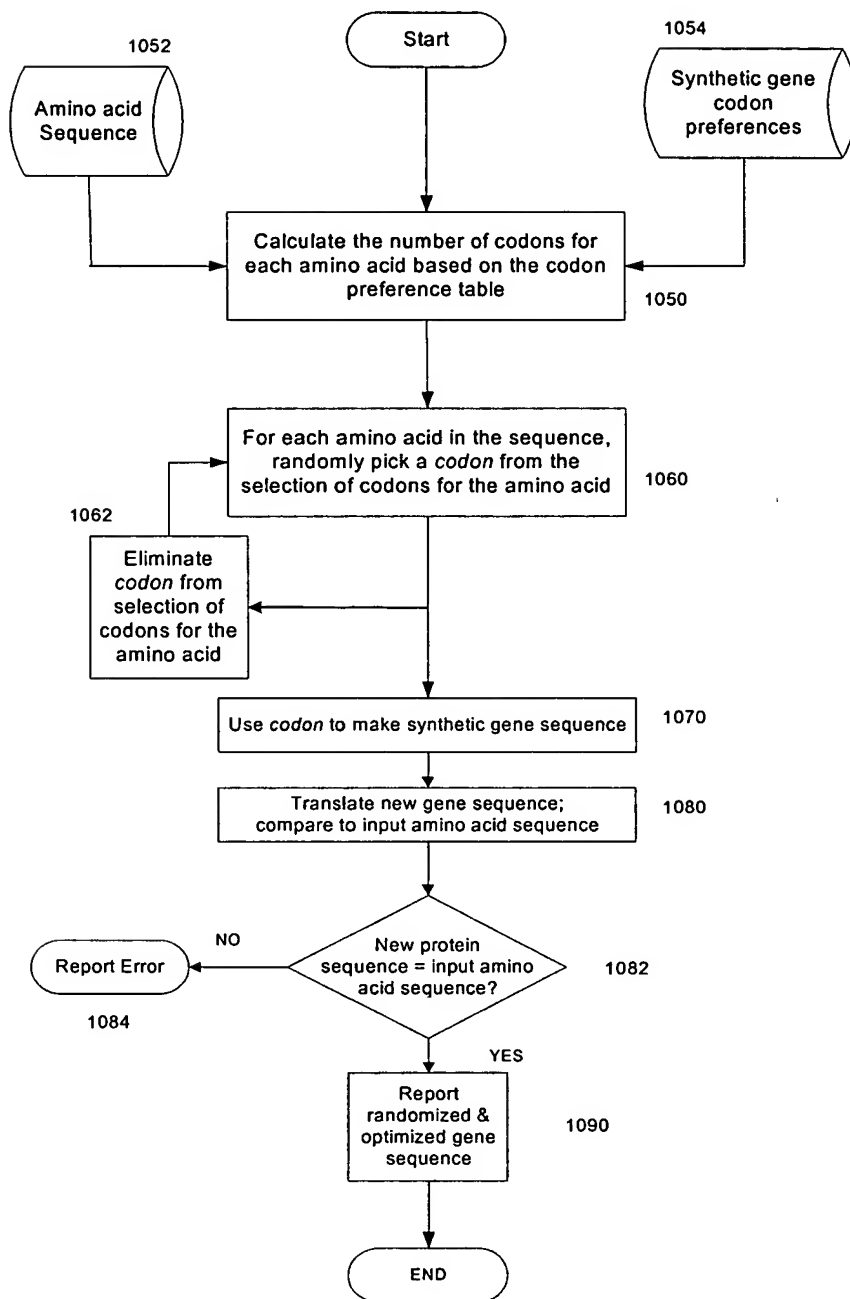 1052
Start
1054
Amino acid
Sequence
Synthetic gene
codon
preferences
Calculate the number of codons for
each amino acid based on the codon
preference table
1050
For each amino acid in the sequence,
randomly pick a codon from the
selection of codons for the amino acid
1060
1062
Eliminate
codon from
selection of
codons for the
amino acid
Use codon to make synthetic gene sequence
1070
Translate new gene sequence;
compare to input amino acid sequence
1080
NO
Report Error
1084
New protein
sequence = input amino
acid sequence?
1082
YES
Report
randomized &
optimized gene
sequence
1090
END